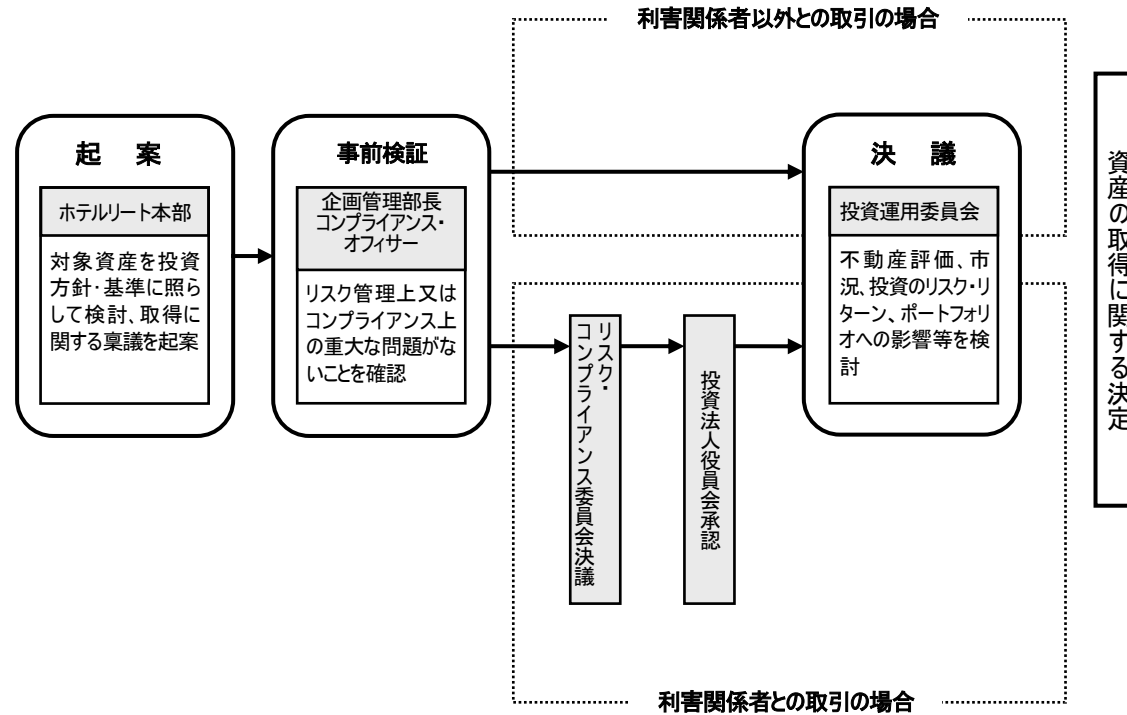 利害関係者以外との取引の場合
起 案
ホテルリート本部
対象資産を投資
方針・基準に照ら
して検討、取得に
関する稟議を起案
事前検証
企画管理部長
コンプライアンス・
オフィサー
リスク管理上又は
コンプライアンス上
の重大な問題がな
いことを確認
リスク・
コンプライアンス委員会決議
投資法人役員会承認
決 議
投資運用委員会
不動産評価、市
況、投資のリスク・リ
ターン、ポートフォリ
オへの影響等を検
討
資産の取得に関する決定
利害関係者との取引の場合